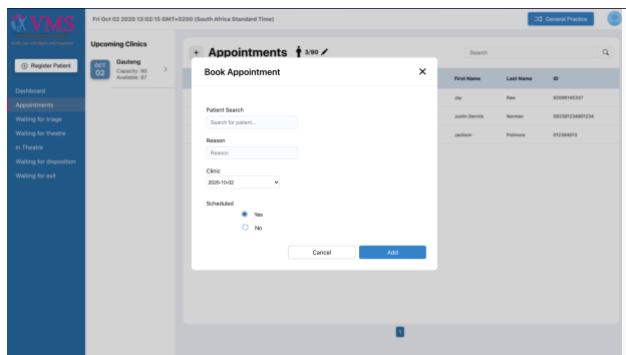 VMS
Fri Oct 02 2020 13:02:15 GMT+0200 (South Africa Standard Time)
General Practice
Register Patient
Dashboard
Appointments
Waiting for triage
Waiting for theatre
In Theatre
Waiting for disposition
Waiting for exit
Upcoming Clinics
OCT
02
Gauteng
Capacity: 90
Available: 87
+ Appointments 3/90
Search
First Name Last Name ID
Justin Derrick Norman
Jackson
Book Appointment
Patient Search
Search for patient...
Reason
Reason
Clinic
2020-10-02
Scheduled
Yes
No
Cancel
Add
1